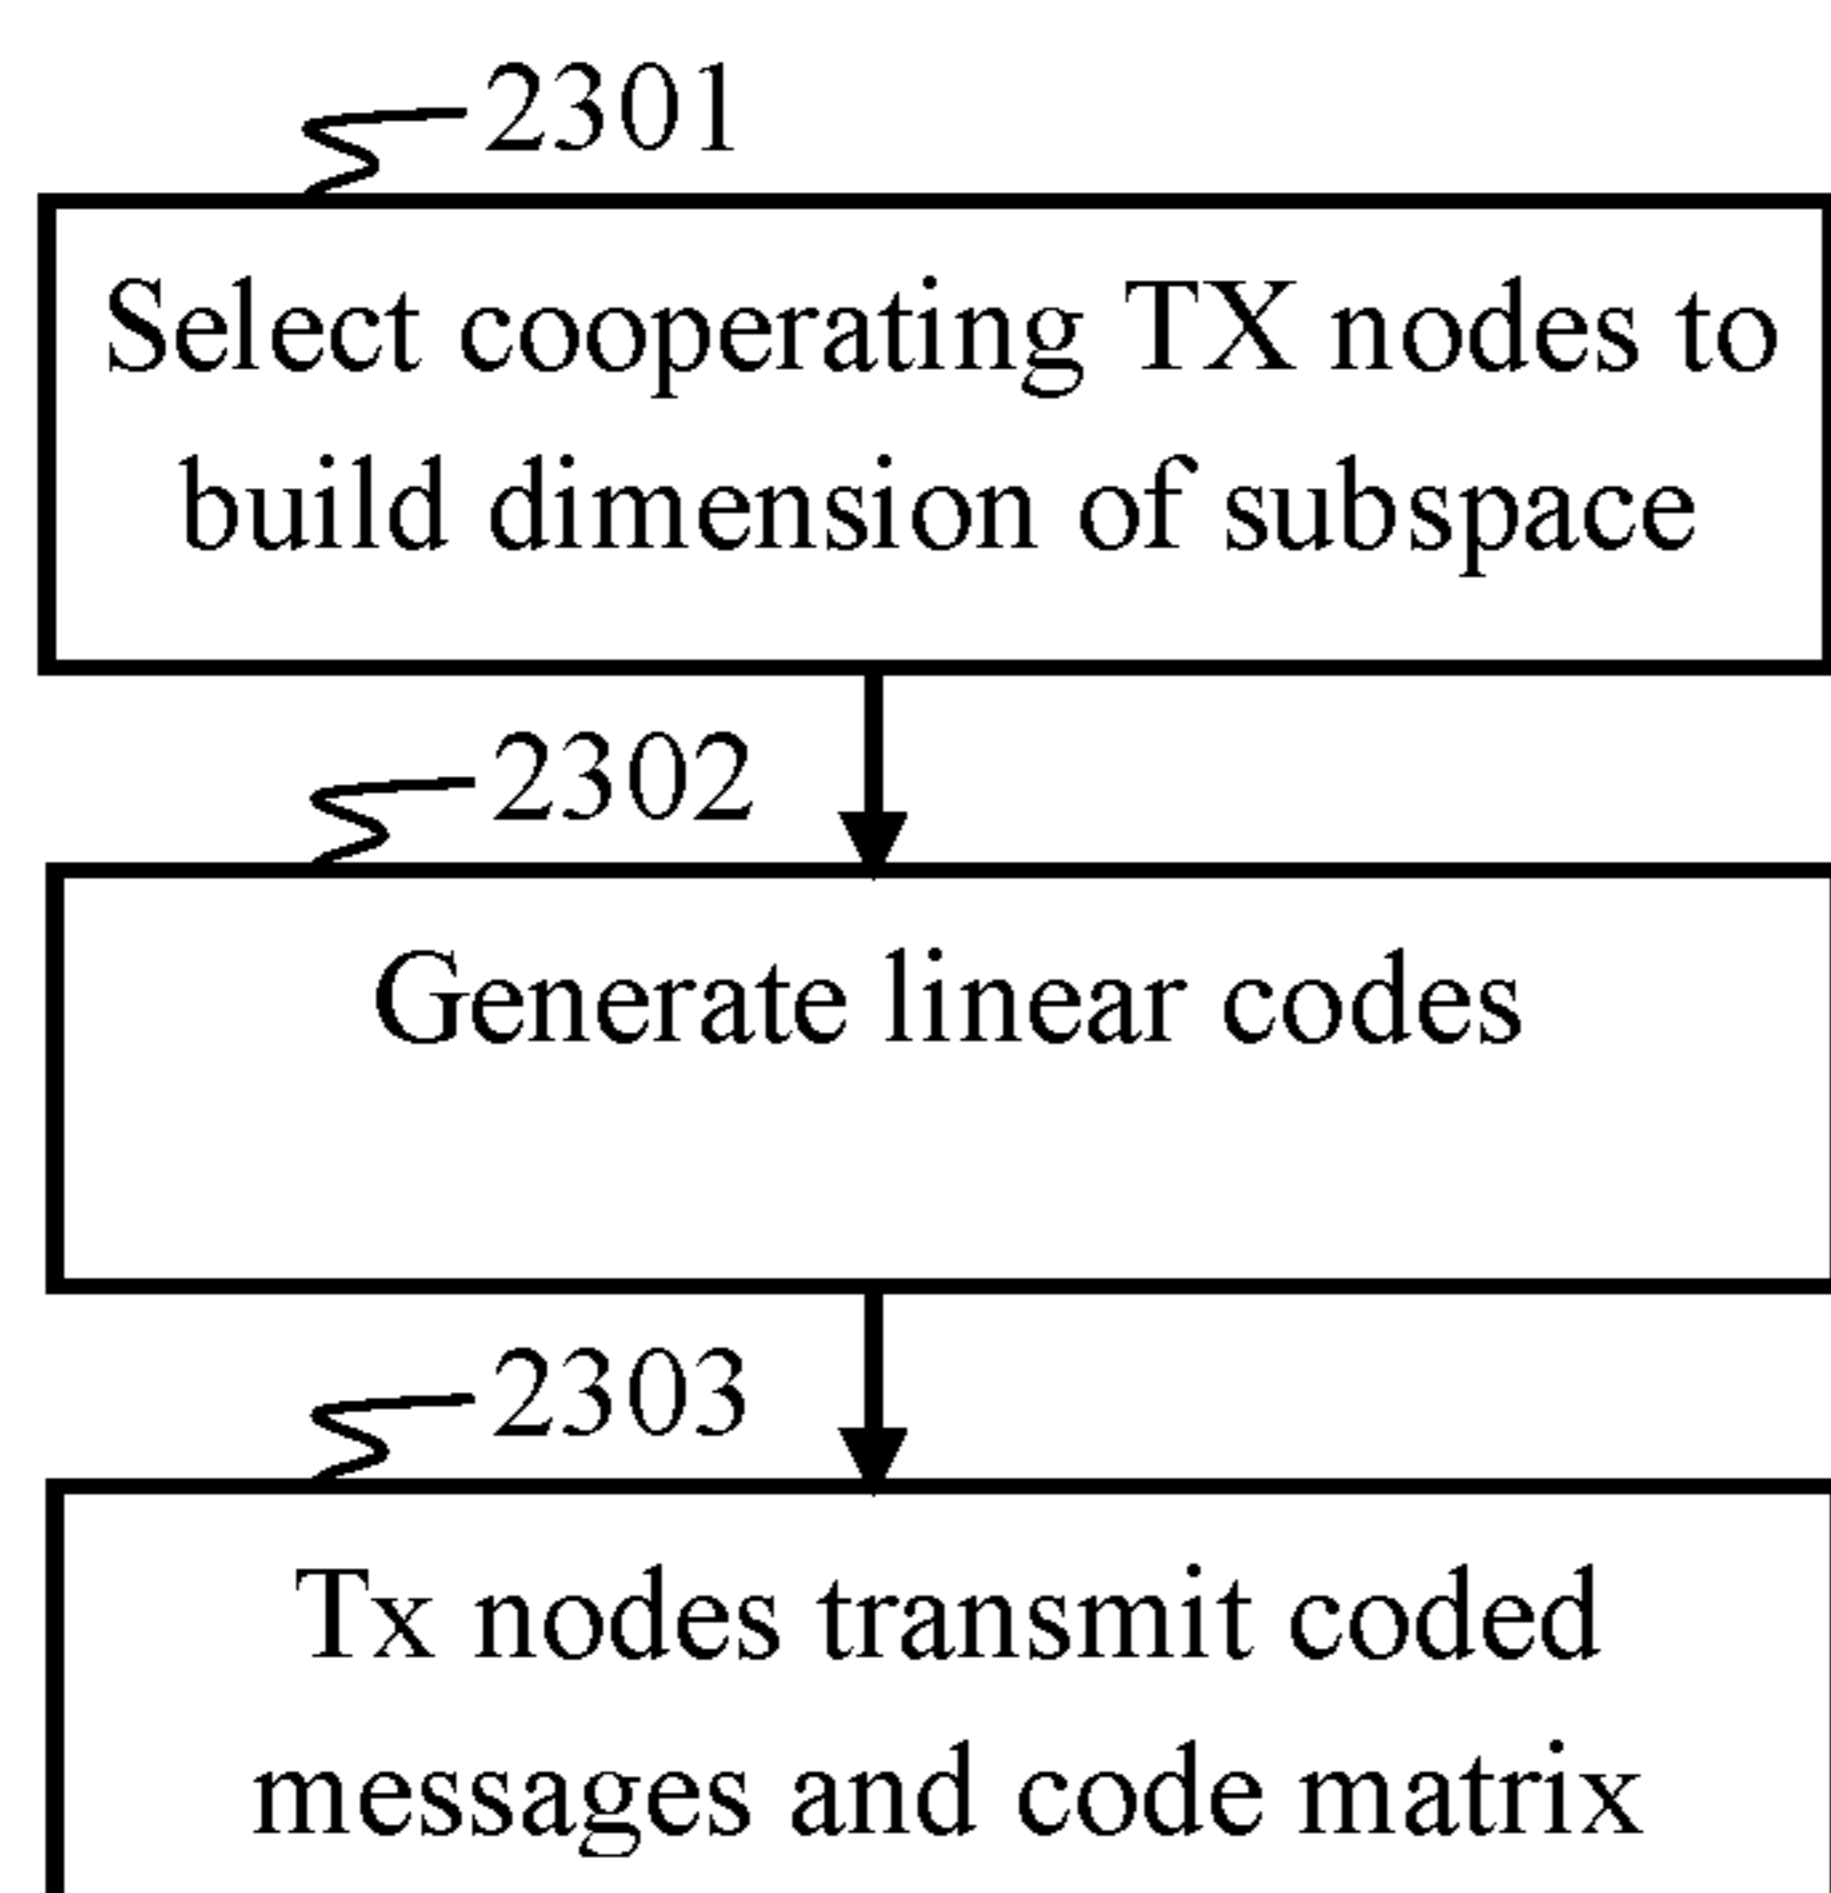 2301
Select cooperating TX nodes to
build dimension of subspace
2302
Generate linear codes
2303
Tx nodes transmit coded
messages and code matrix